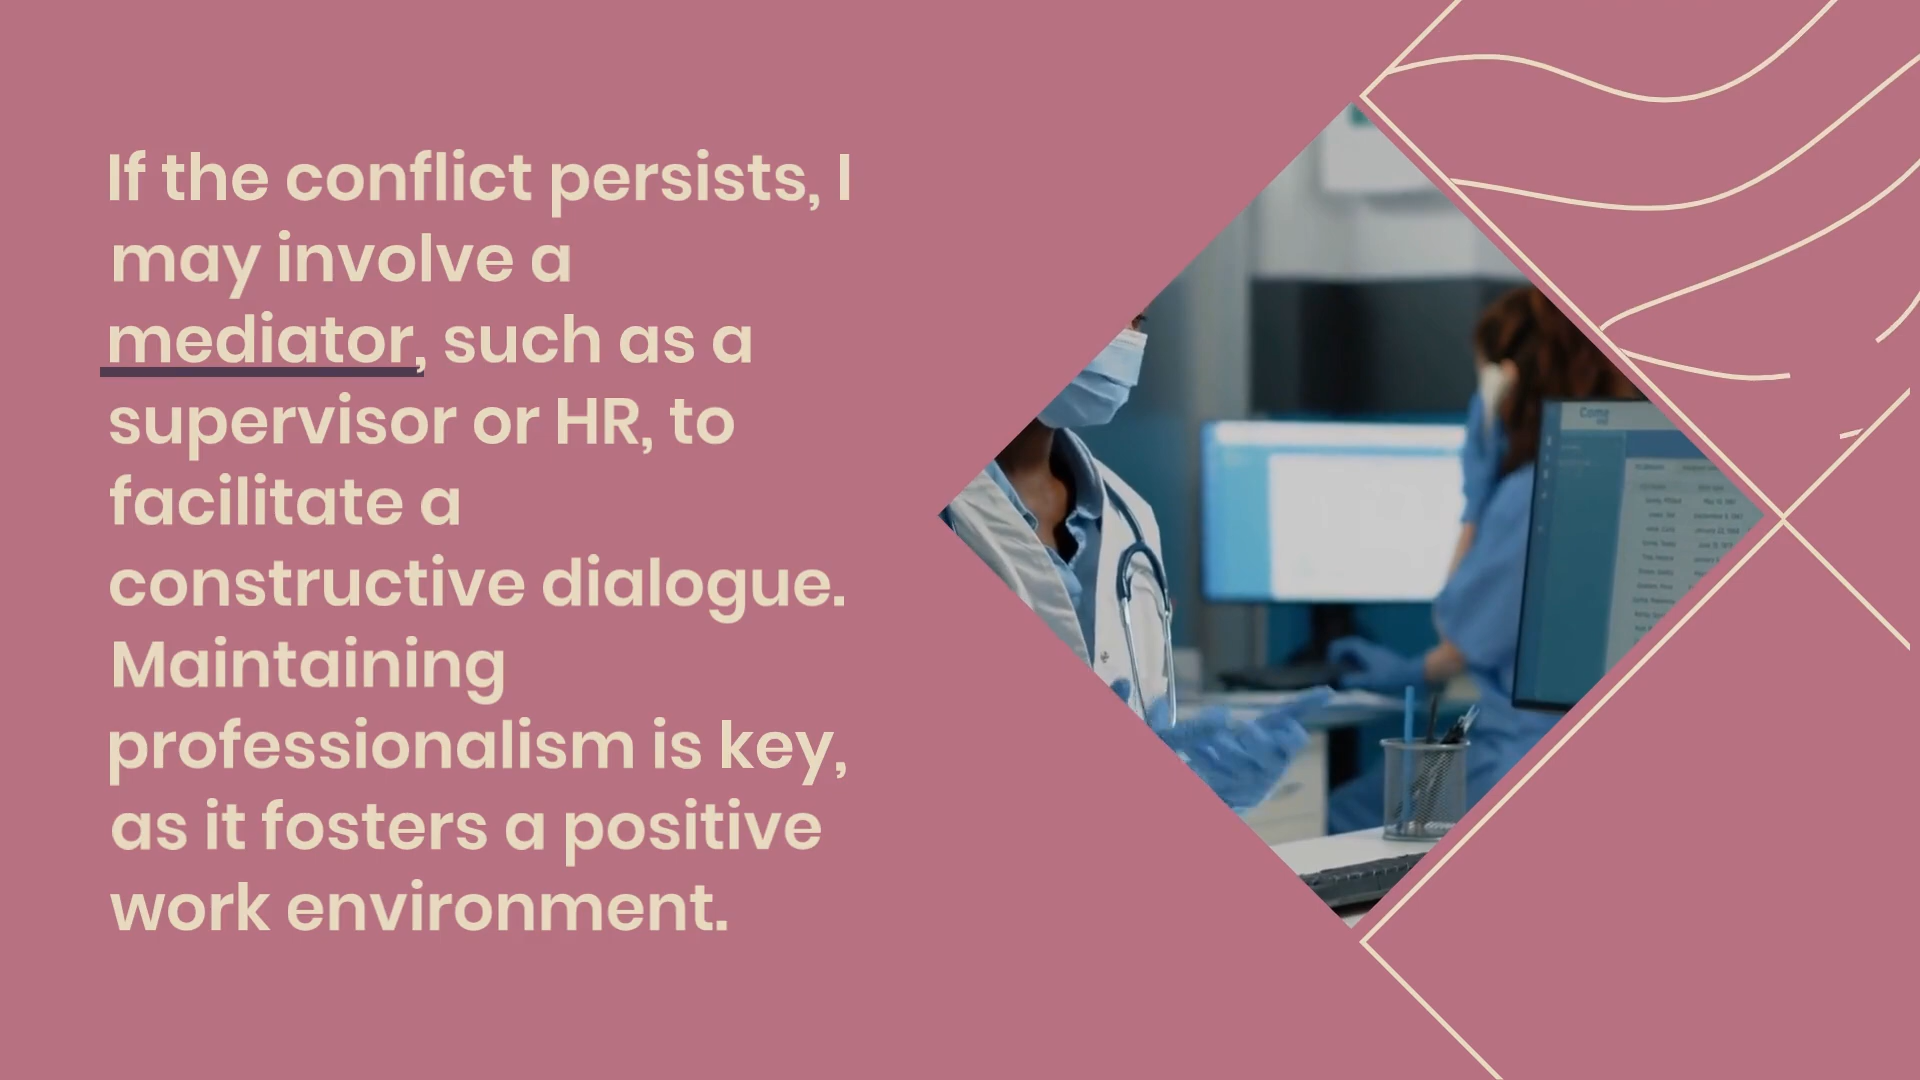 If the conflict persists, I
may involve a
mediator, such as a
supervisor or HR, to
facilitate a
constructive dialogue.
Maintaining
professionalism is key,
as it fosters a positive
work environment.